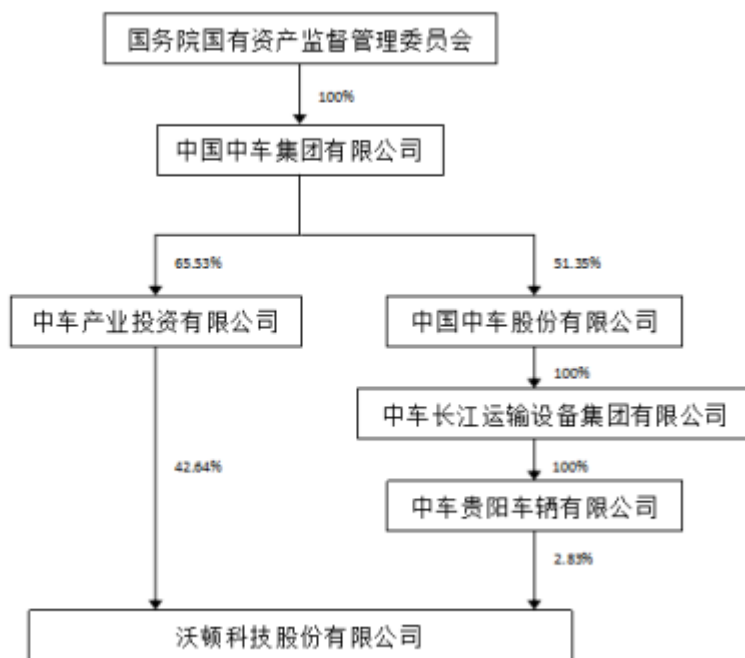 国务院国有资产监督管理委员会
100%
中国中车集团有限公司
65.53%
51.35%
中车产业投资有限公司
中国中车股份有限公司
100%
中车长江运输设备集团有限公司
42.64%
100%
中车贵阳车辆有限公司
2.83%
沃顿科技股份有限公司